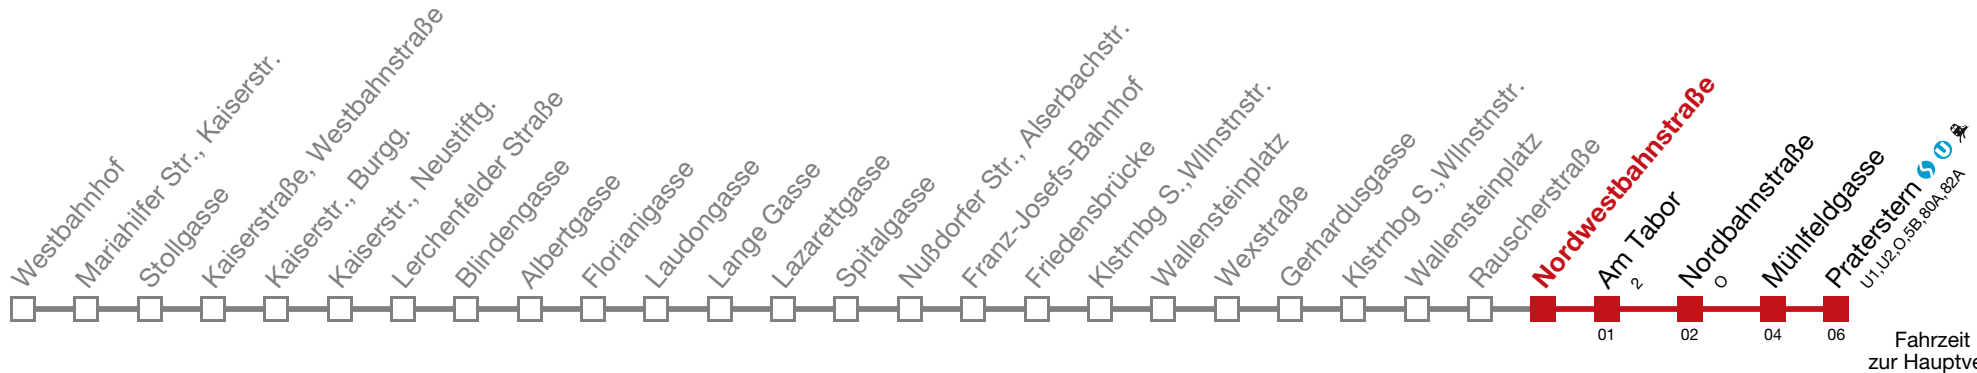 Westbahnhof
Mariahilfer Str., Kaiserstr.
Stollgasse
Kaiserstraße, Westbahnstraße
Kaiserstr., Burgg.
Kaiserstr., Neustiftg.
Lerchenfelder Straße
Blindengasse
Albertgasse
Florianigasse
Laudongasse
Lange Gasse
Lazarettgasse
Spitalgasse
Nußdorfer Str., Alserbachstr.
Franz-Josefs-Bahnhof
Friedensbrücke
Klstrnbg S., Wllnstnstr.
Wallensteinplatz
Wexstraße
Gerhardusgasse
Klstrnbg S., Wllnstnstr.
Wallensteinplatz
Rauscherstraße
Nordwestbahnstraße
Am Tabor
2
Nordbahnstraße
O
Mühlfeldgasse
Praterstern S U
U1,U2,O,5B,80A,82A
01 02 04 06
Fahrzeit
zur Hauptve